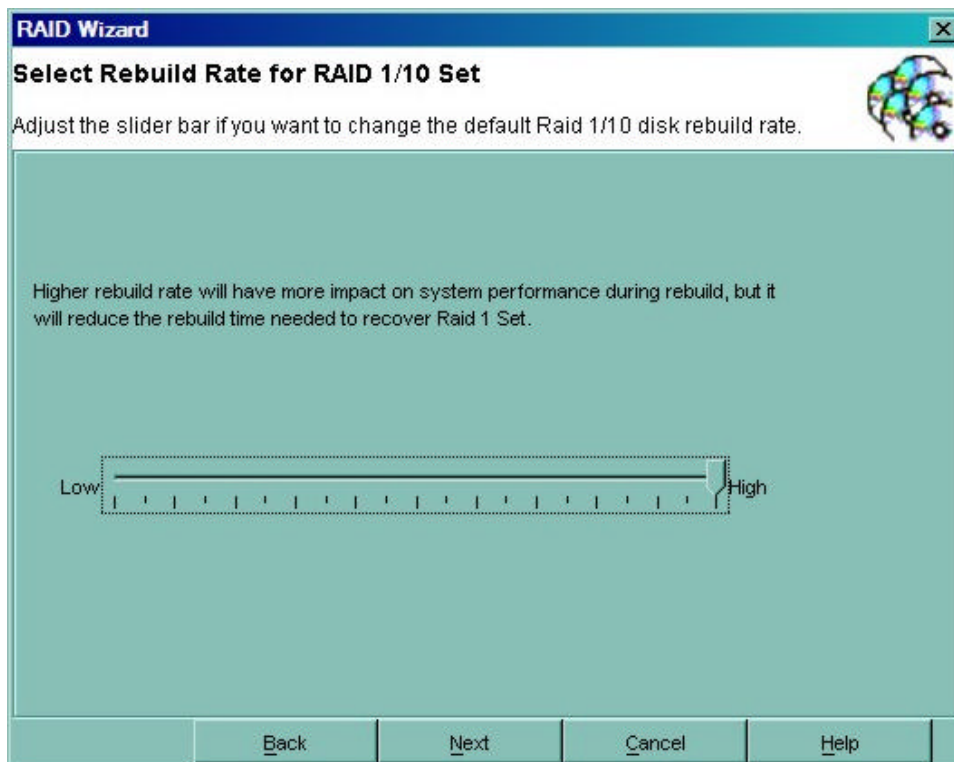 RAID Wizard
Select Rebuild Rate for RAID 1/10 Set
Adjust the slider bar if you want to change the default Raid 1/10 disk rebuild rate.
Higher rebuild rate will have more impact on system performance during rebuild, but it
will reduce the rebuild time needed to recover Raid 1 Set.
Low High
Back Next Cancel Help